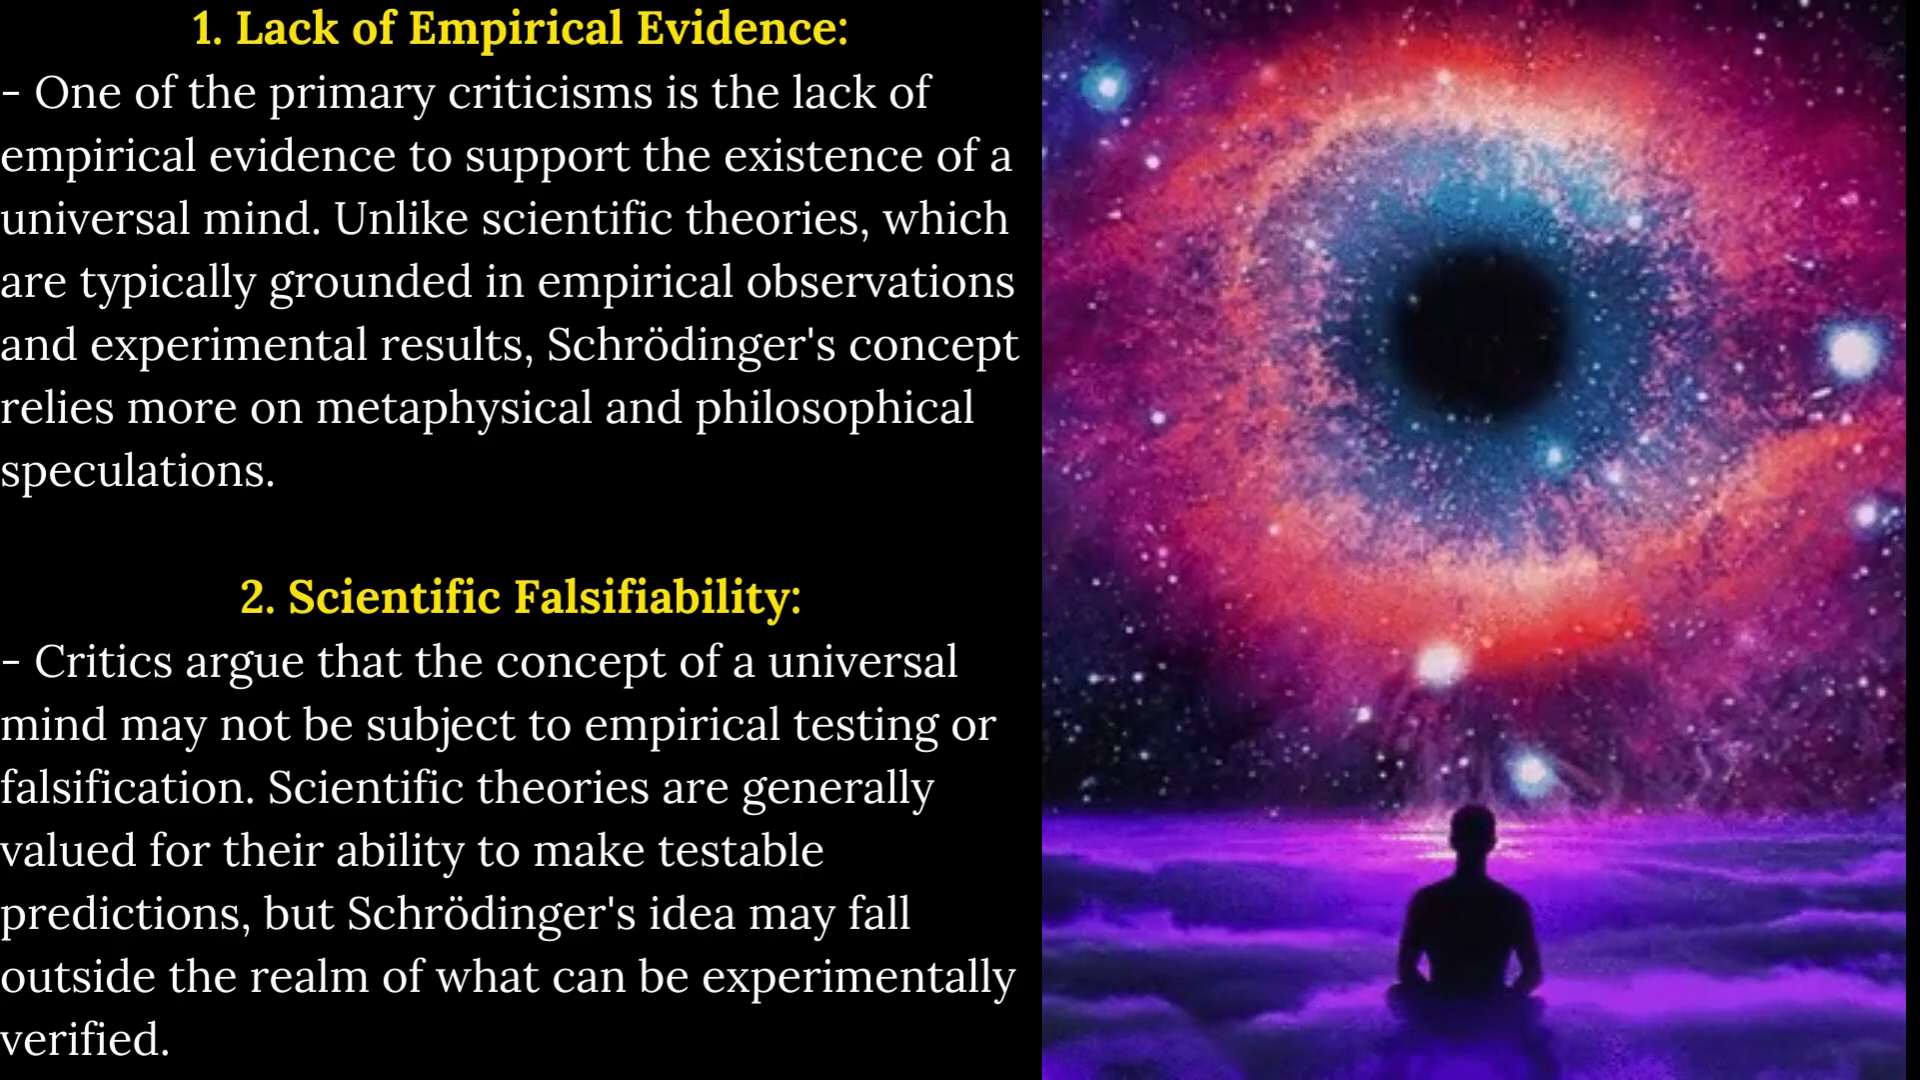 1. Lack of Empirical Evidence:
- One of the primary criticisms is the lack of
empirical evidence to support the existence of a
universal mind. Unlike scientific theories, which
are typically grounded in empirical observations
and experimental results, Schrödinger's concept
relies more on metaphysical and philosophical
speculations.
2. Scientific Falsifiability:
- Critics argue that the concept of a universal
mind may not be subject to empirical testing or
falsification. Scientific theories are generally
valued for their ability to make testable
predictions, but Schrödinger's idea may fall
outside the realm of what can be experimentally
verified.